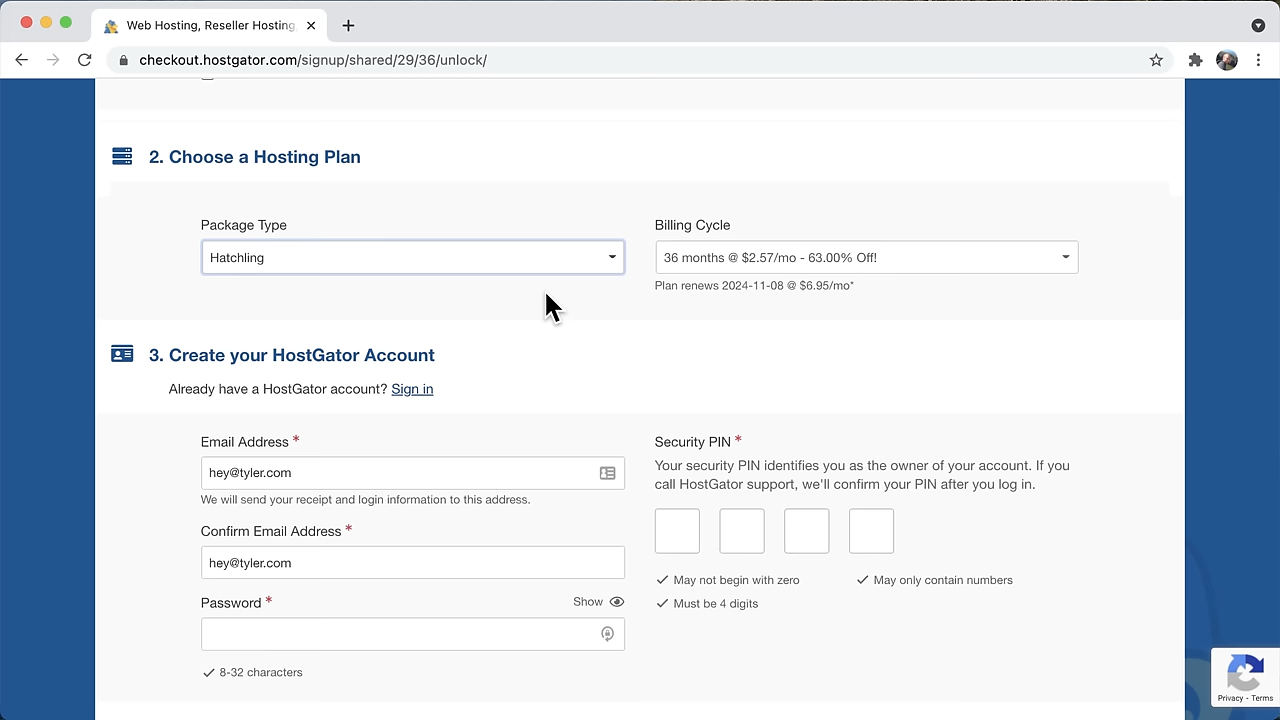 Web Hosting, Reseller Hosting,
checkout.hostgator.com/signup/shared/29/36/unlock/
2. Choose a Hosting Plan
Package Type
Billing Cycle
Hatchling
36 months @ $2.57/mo - 63.00% Off!
Plan renews 2024-11-08 @ $6.95/mo*
3. Create your HostGator Account
Already have a HostGator account? Sign in
Email Address *
hey@tyler.com
We will send your receipt and login information to this address.
Confirm Email Address *
hey@tyler.com
Password *
Show
8-32 characters
Security PIN *
Your security PIN identifies you as the owner of your account. If you
call HostGator support, we'll confirm your PIN after you log in.
May not begin with zero
May only contain numbers
Must be 4 digits
Privacy - Terms